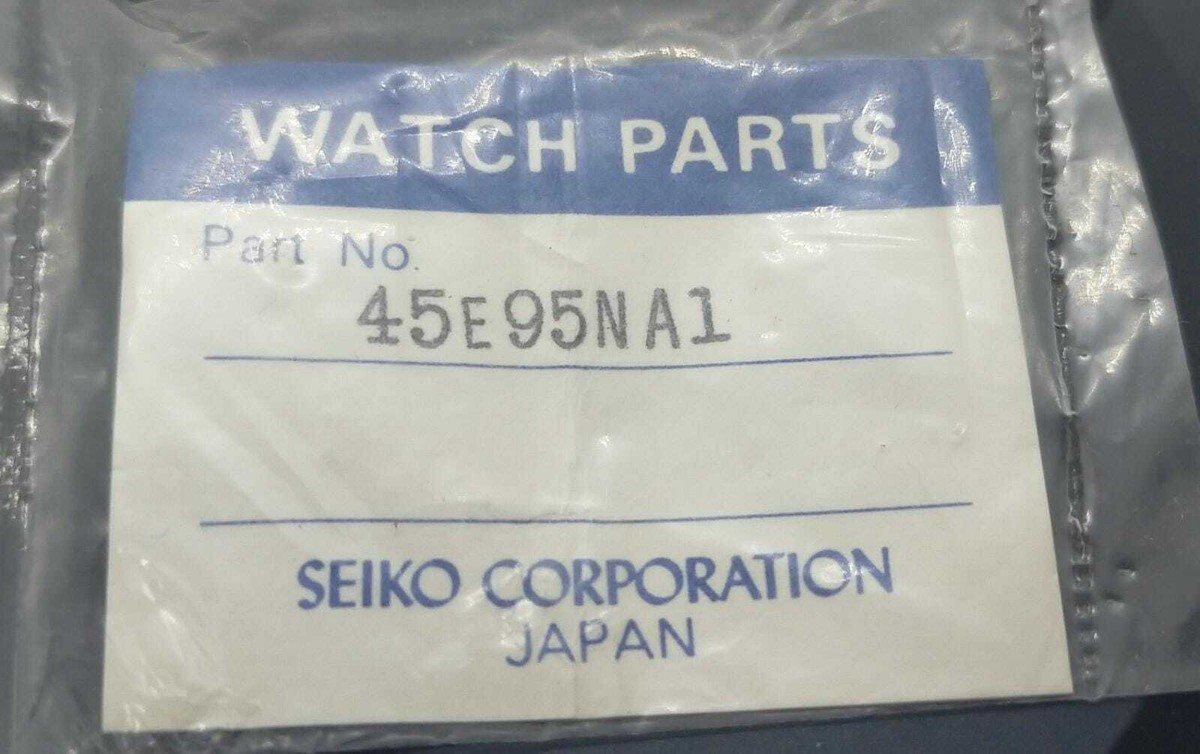 WATCH PARTS
Part No.
45E95NA1
SEIKO CORPORATION
JAPAN